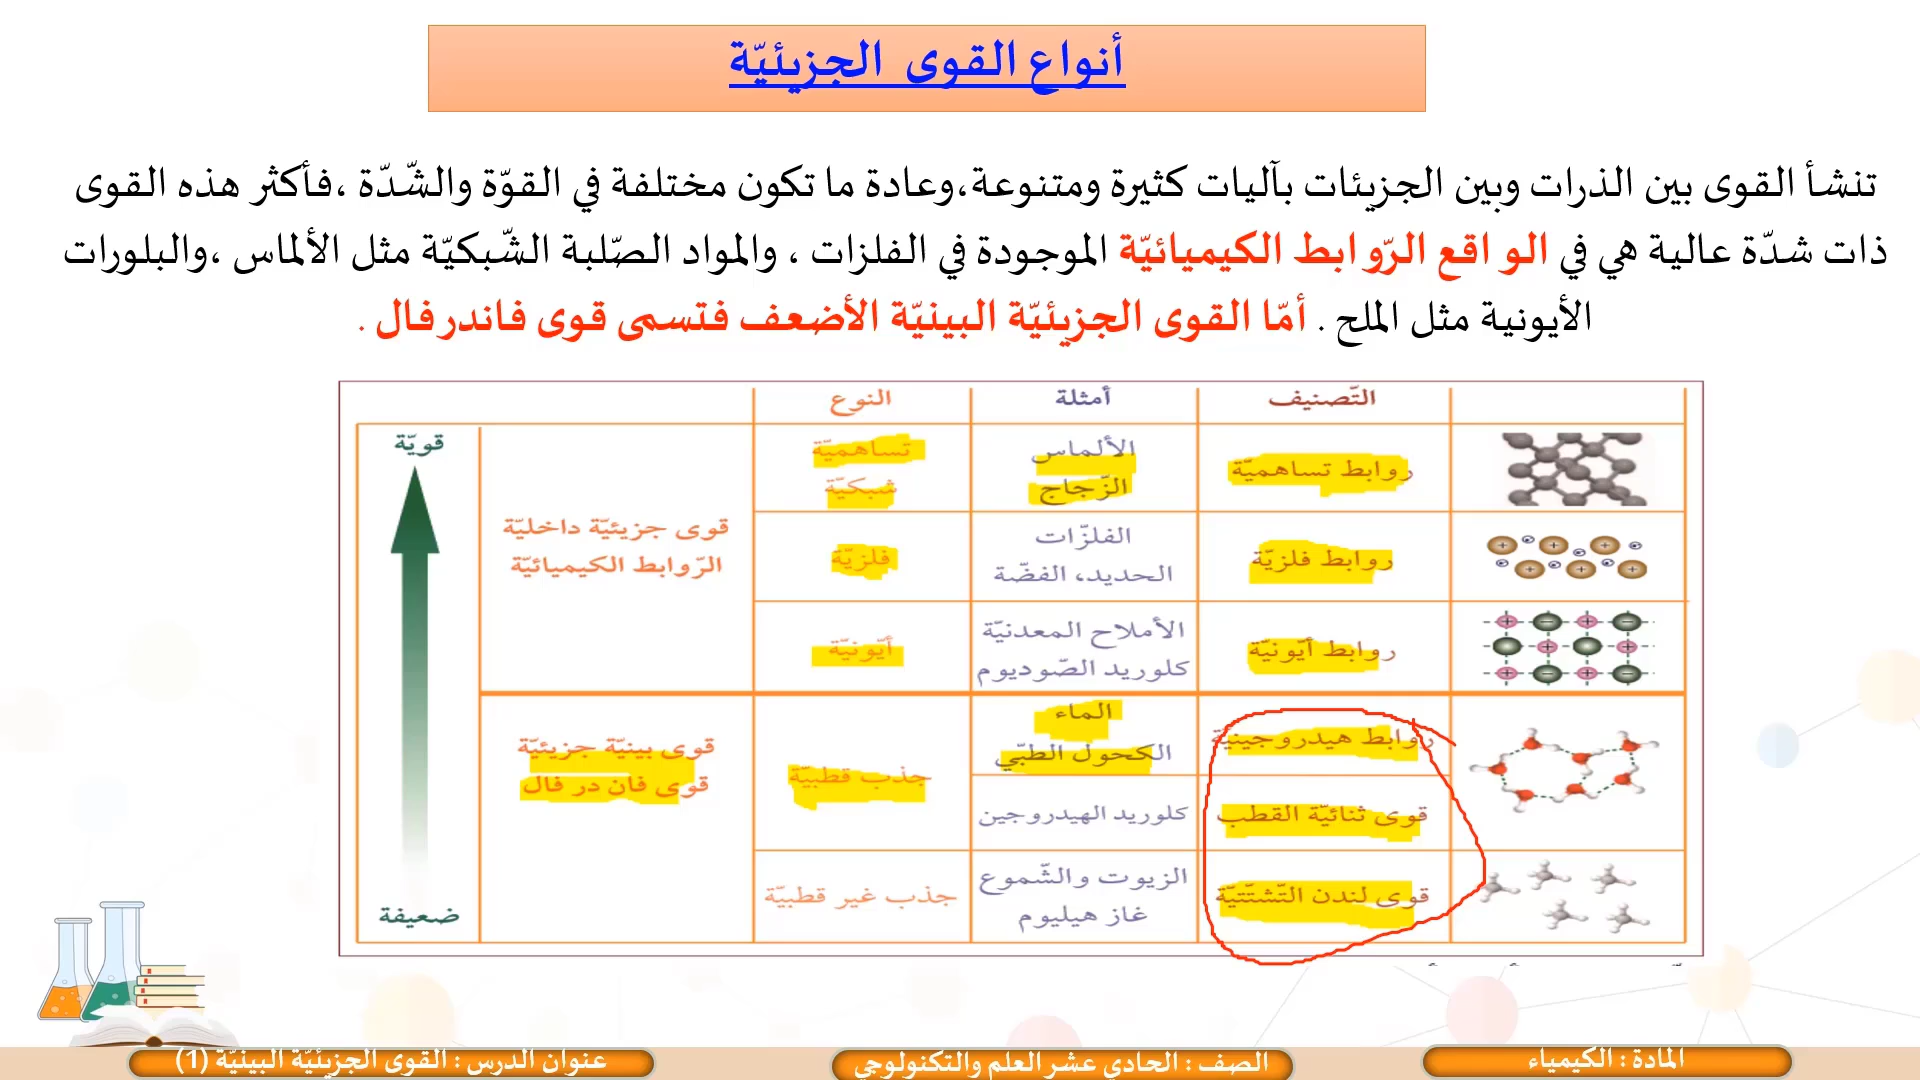 أنواع القوى الجزيئيّة
تنشأ القوى بين الذرات وبين الجزيئات بآليات كثيرة ومتنوعة،وعادة ما تكون مختلفة في القوّة والشّدّة ،فأكثر هذه القوى
ذات شدّة عالية هي في الواقع الرّوابط الكيميائيّة الموجودة في الفلزات ، والمواد الصّلبة الشّبكيّة مثل الألماس ،والبلورات
الأيونية مثل الملح . أمّا القوى الجزيئيّة البينيّة الأضعف فتسمى قوى فاندرفال .
التّصنيف
أمثلة
النوع
روابط تساهميّة
الألماس
الزّجاج
تساهميّة
شبكيّة
قوى جزيئيّة داخليّة
الرّوابط الكيميائيّة
قويّة
روابط فلزيّة
الفلزّات
الحديد، الفضّة
فلزيّة
روابط أيّونيّة
الأملاح المعدنيّة
كلوريد الصّوديوم
أيّونيّة
روابط هيدروجينيّة
الماء
الكحول الطبّي
جذب قطبيّة
قوى بينيّة جزيئيّة
قوى فان در فال
قوى ثنائيّة القطب
كلوريد الهيدروجين
قوى لندن التّشتّتيّة
الزيوت والشّموع
غاز هيليوم
جذب غير قطبيّة
ضعيفة
المادة : الكيمياء
الصف : الحادي عشر العلم والتكنولوجي
عنوان الدرس : القوى الجزيئيّة البينيّة (1)